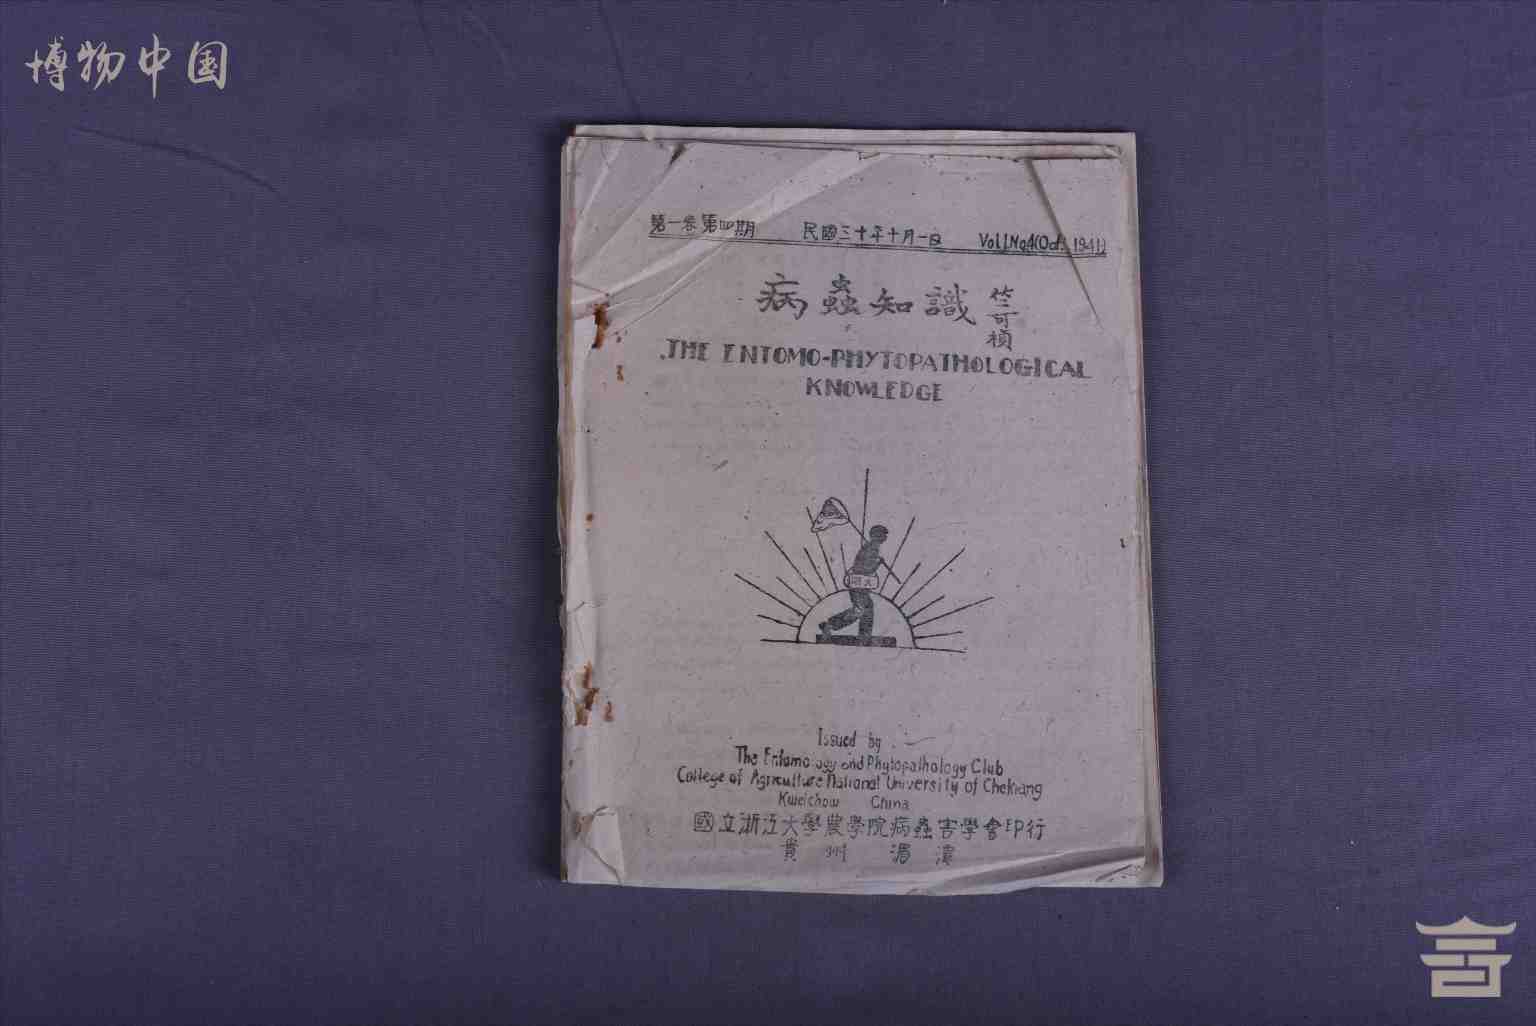 博物中国
第一卷第四期 民國三十年十月一日 Vol.1.No.4(Oct. 1941)
病蟲知識 竺可楨
THE ENTOMO-PHYTOPATHOLOGICAL
KNOWLEDGE
Issued by
The Entomology and Phytopathology Club
College of Agriculture National University of Chekiang
Kweichow China
國立浙江大學農學院病蟲害學會印行
貴州 湄潭